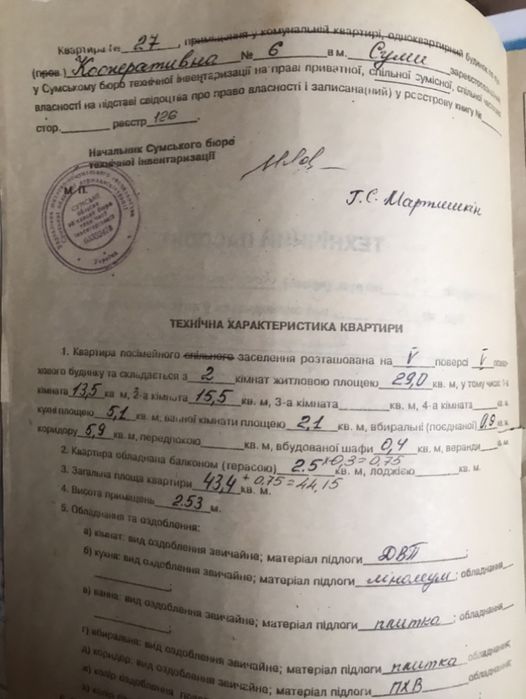 Квартира № 27, приміщення у комунальній квартирі, одноквартирний будинок по
(пров.) Кооперативна № 6 в м. Суми зареєстрован
у Сумському бюро технічної інвентаризації на праві приватної, спільної сумісної, спільної часткової
власності на підставі свідоцтва про право власності і записана(ний) у реєстрову книгу №
стор. реєстр 126.
Начальник Сумського бюро
технічної інвентаризації
М. П.
Г.С. Мартишкін
ТЕХНІЧНА ХАРАКТЕРИСТИКА КВАРТИРИ
1. Квартира посімейного спільного заселення розташована на V поверсі V повер-
хового будинку та складається з 2 кімнат житловою площею 29,0 кв. м, у тому числі 1-а
кімната 13,5 кв м, 2-а кімната 15,5 кв. м, 3-а кімната кв. м, 4-а кімната кв. м.
кухні площею 5,1 кв. м, ванної кімнати площею 2,1 кв. м, вбиральні (поєднаної) 0,9 кв. м.
коридору 5,9 кв. м, передпокою кв. м, вбудованої шафи 0,4 кв. м, веранди кв. м.
2. Квартира обладнана балконом (терасою) 2.5×0,3=0,75 кв. м, лоджією кв. м.
3. Загальна площа квартири 43,4 + 0,75 = 44,15 кв. м.
4. Висота приміщень 2.53 м.
5. Обладнання та оздоблення:
а) кімнат: вид оздоблення звичайне; матеріал підлоги ДВП;
б) кухня: вид оздоблення звичайне; матеріал підлоги лінолеум; обладнання
;
в) ванна: вид оздоблення звичайне; матеріал підлоги плитка; обладнання
;
г) вбиральня: вид оздоблення звичайне; матеріал підлоги плитка обладнання
д) коридор: вид оздоблення звичайне; матеріал підлоги ПХВ